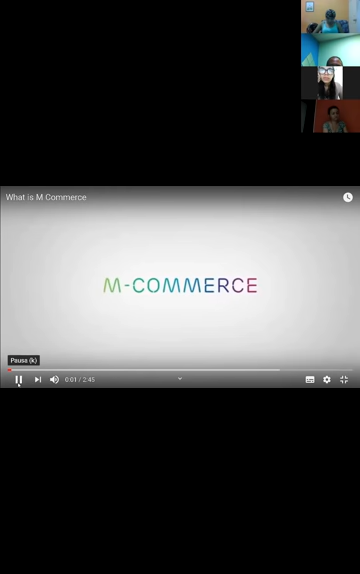 What is M Commerce
M-COMMERCE
Pausa (k)
0:01 / 2:45